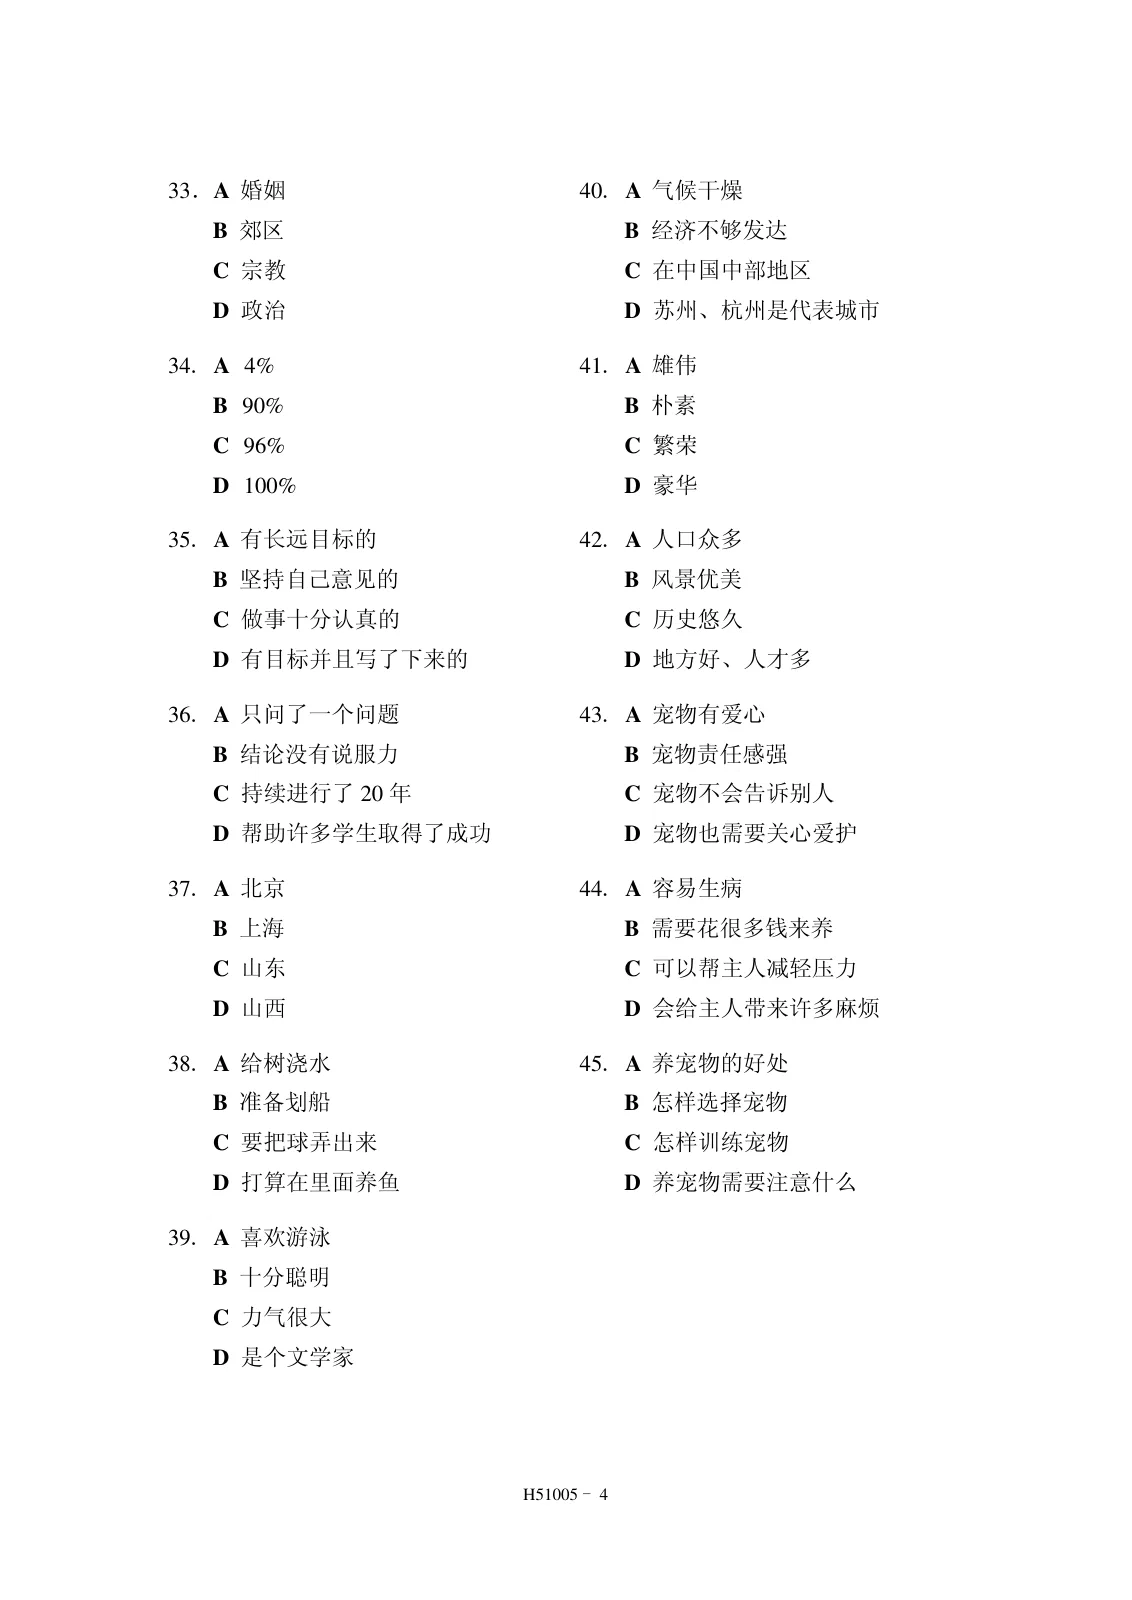 33．A 婚姻
B 郊区
C 宗教
D 政治
34．A 4%
B 90%
C 96%
D 100%
35．A 有长远目标的
B 坚持自己意见的
C 做事十分认真的
D 有目标并且写了下来的
36．A 只问了一个问题
B 结论没有说服力
C 持续进行了 20 年
D 帮助许多学生取得了成功
37．A 北京
B 上海
C 山东
D 山西
38．A 给树浇水
B 准备划船
C 要把球弄出来
D 打算在里面养鱼
39．A 喜欢游泳
B 十分聪明
C 力气很大
D 是个文学家
40．A 气候干燥
B 经济不够发达
C 在中国中部地区
D 苏州、杭州是代表城市
41．A 雄伟
B 朴素
C 繁荣
D 豪华
42．A 人口众多
B 风景优美
C 历史悠久
D 地方好、人才多
43．A 宠物有爱心
B 宠物责任感强
C 宠物不会告诉别人
D 宠物也需要关心爱护
44．A 容易生病
B 需要花很多钱来养
C 可以帮主人减轻压力
D 会给主人带来许多麻烦
45．A 养宠物的好处
B 怎样选择宠物
C 怎样训练宠物
D 养宠物需要注意什么
H51005－ 4